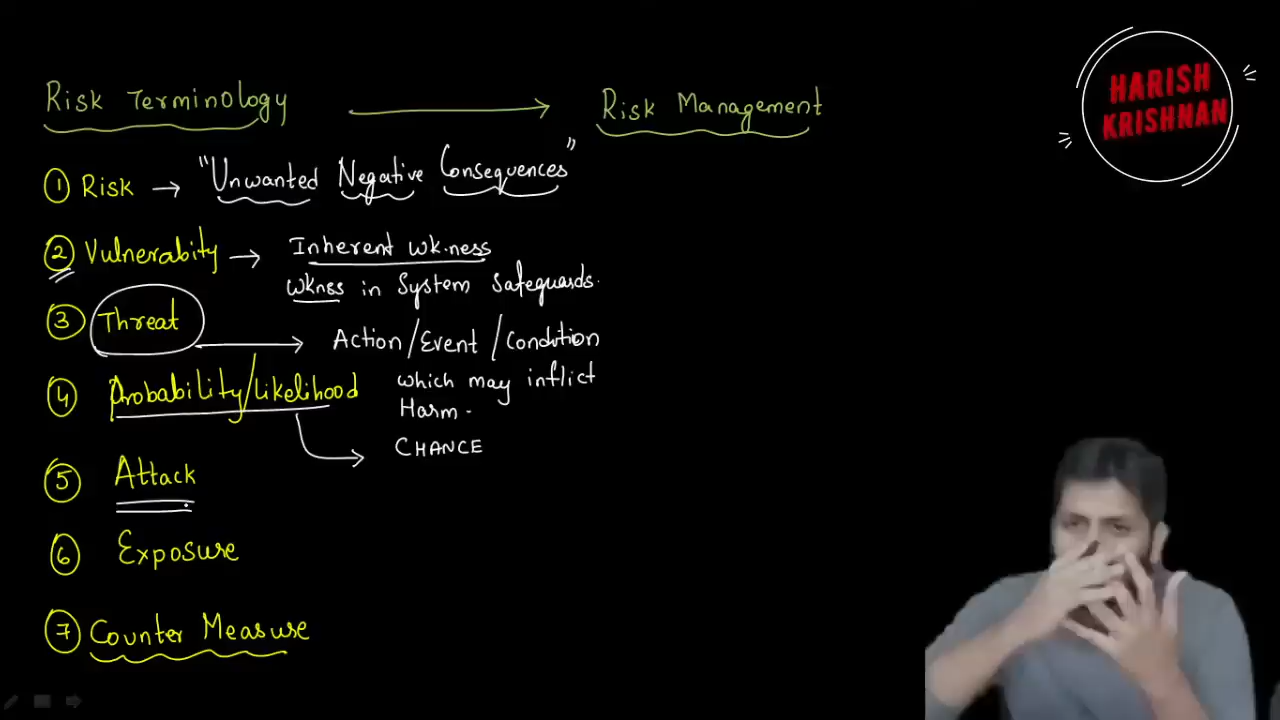 Risk Terminology → Risk Management
HARISH
KRISHNAN
① Risk → "Unwanted Negative Consequences"
② Vulnerabity → Inherent wk.ness
wknss in System Safeguards.
③ Threat → Action/Event/Condition
which may inflict
Harm.
④ Probability/Likelihood → CHANCE
⑤ Attack
⑥ Exposure
⑦ Counter Measure